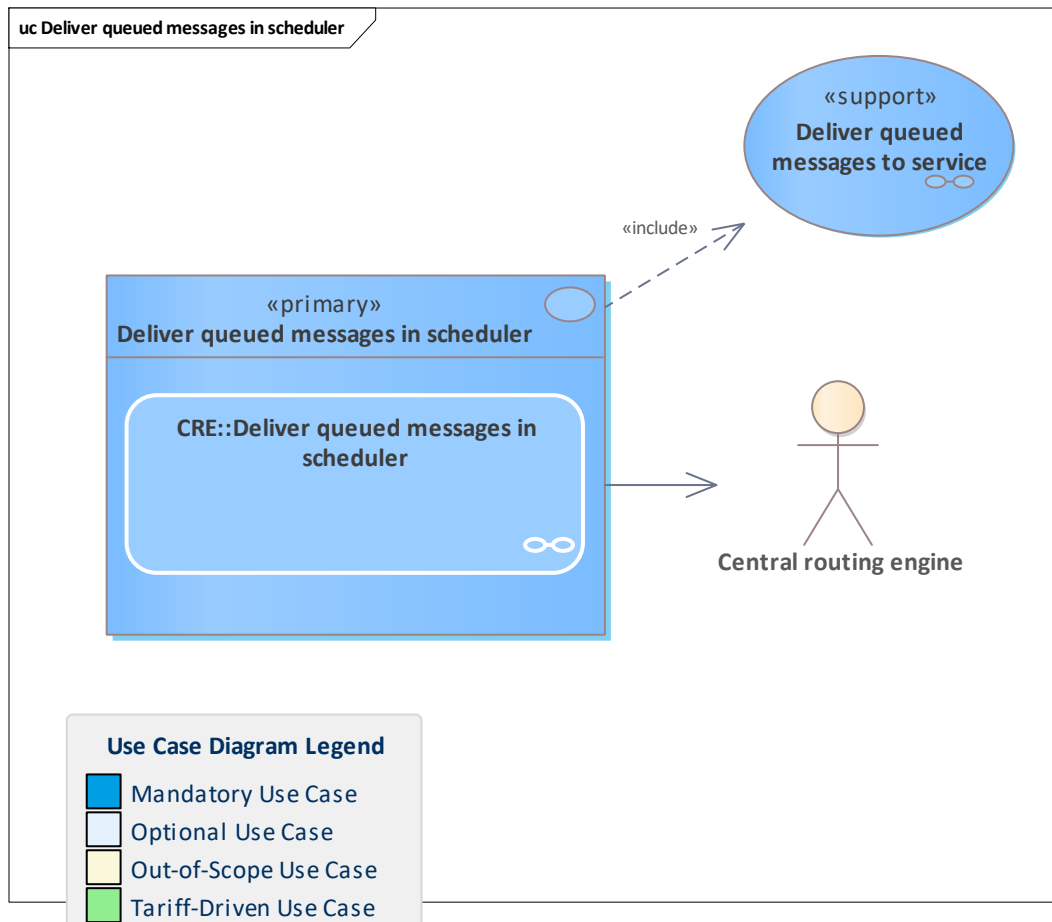 uc Deliver queued messages in scheduler
«support»
Deliver queued
messages to service
«include»
«primary»
Deliver queued messages in scheduler
CRE::Deliver queued messages in
scheduler
Central routing engine
Use Case Diagram Legend
Mandatory Use Case
Optional Use Case
Out-of-Scope Use Case
Tariff-Driven Use Case